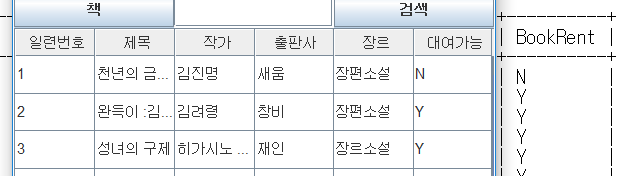 책 검색
일련번호 제목 작가 출판사 장르 대여가능
1 천년의 금... 김진명 새움 장편소설 N
2 완득이 :김... 김려령 창비 장편소설 Y
3 성녀의 구제 히가시노 ... 재인 장르소설 Y
BookRent
N
Y
Y
Y
Y
Y